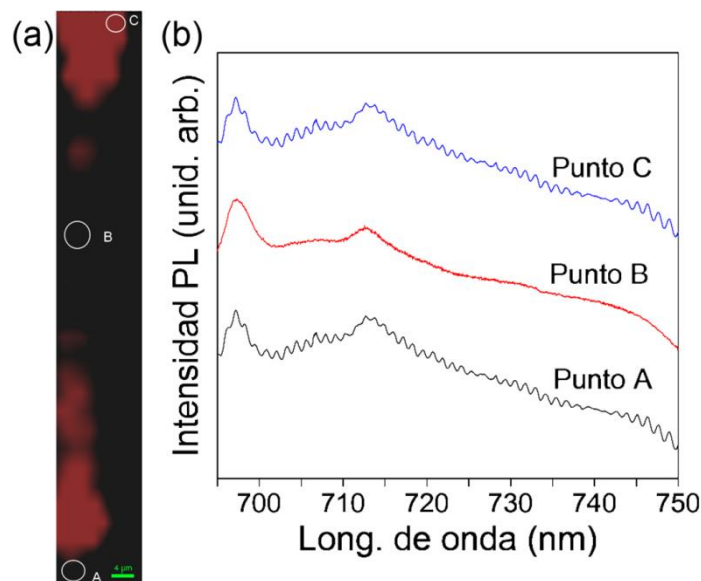 (a)
C
B
A
4 µm
(b)
Intensidad PL (unid. arb.)
Punto C
Punto B
Punto A
700 710 720 730 740 750
Long. de onda (nm)